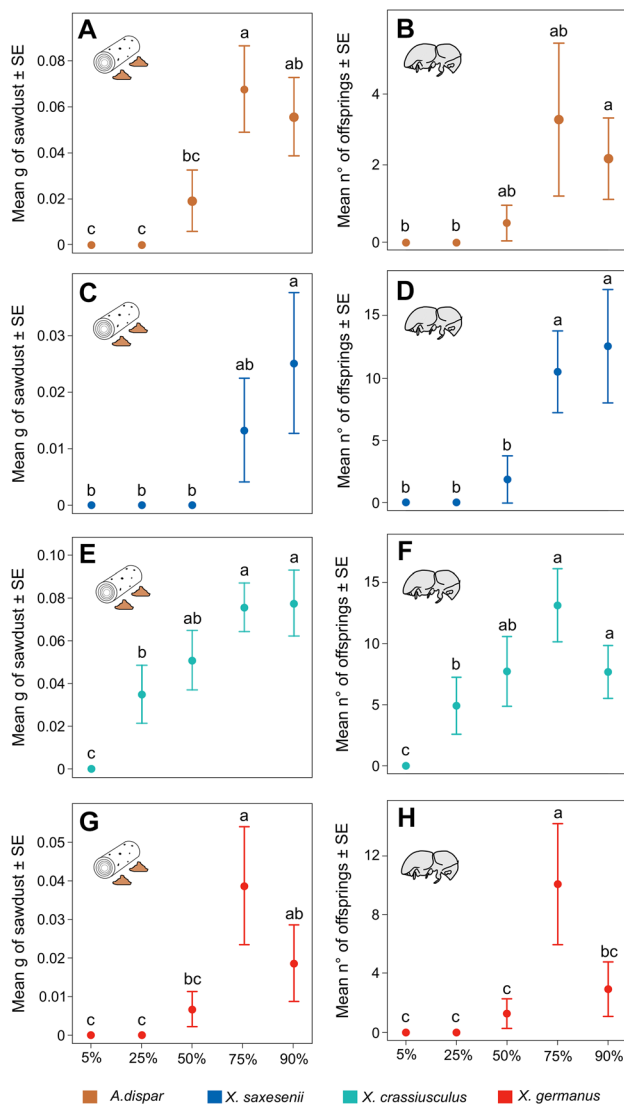 A
Mean g of sawdust ± SE
0.08
0.06
0.04
0.02
0
c
c
bc
a
ab
B
Mean n° of offsprings ± SE
4
2
0
b
b
ab
ab
a
C
Mean g of sawdust ± SE
0.03
0.02
0.01
0
b
b
b
ab
a
D
Mean n° of offsprings ± SE
15
10
5
0
b
b
b
a
a
E
Mean g of sawdust ± SE
0.10
0.08
0.06
0.04
0.02
0
c
b
ab
a
a
F
Mean n° of offsprings ± SE
15
10
5
0
c
b
ab
a
a
G
Mean g of sawdust ± SE
0.05
0.04
0.03
0.02
0.01
0
c
c
bc
a
ab
5% 25% 50% 75% 90%
H
Mean n° of offsprings ± SE
12
9
6
3
0
c
c
c
a
bc
5% 25% 50% 75% 90%
A.dispar X. saxesenii X. crassiusculus X. germanus